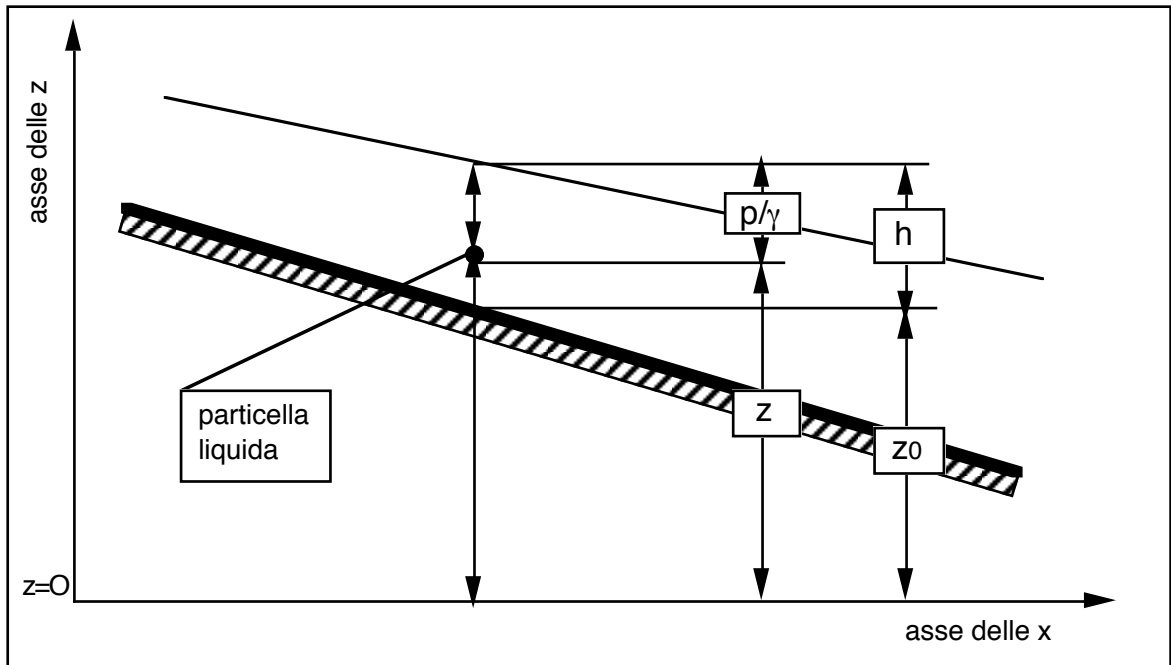 asse delle z
p/γ
h
particella
liquida
z
z0
z=O
asse delle x